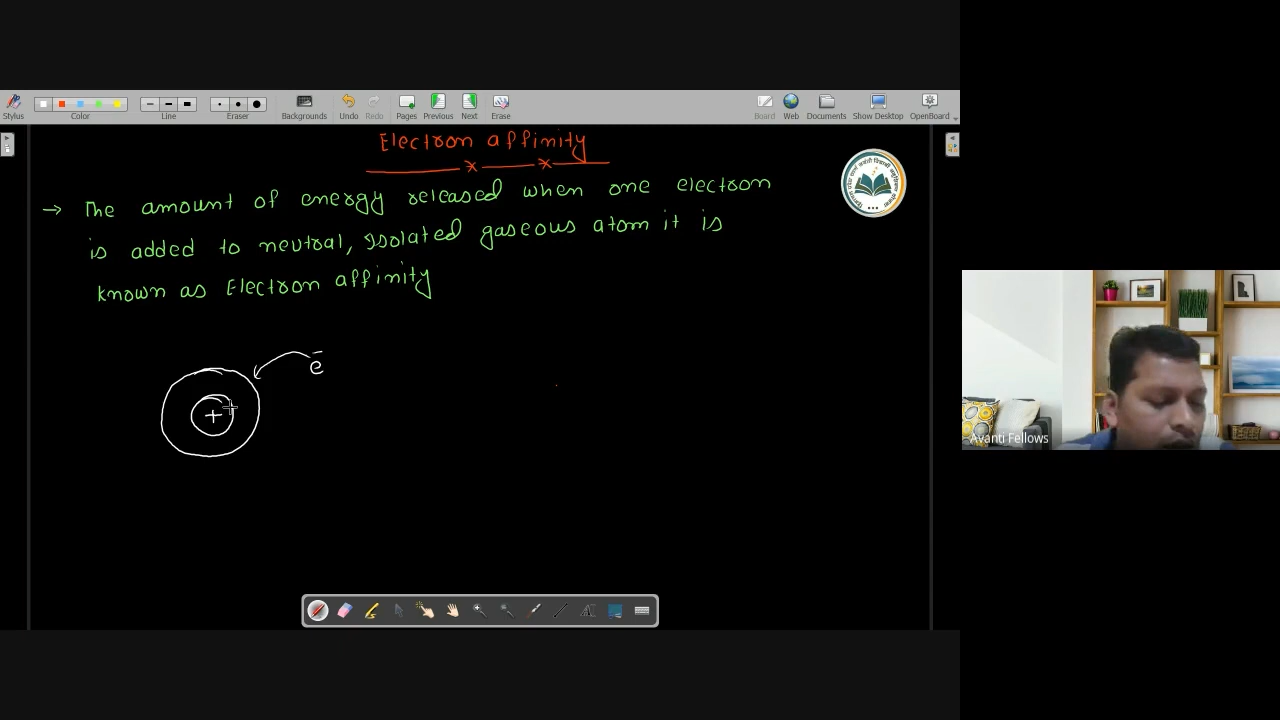 Stylus
Color
Line
Eraser
Backgrounds
Undo
Redo
Pages
Previous
Next
Erase
Board
Web
Documents
Show Desktop
OpenBoard
Electron affinity
→ The amount of energy released when one electron
is added to neutral, Isolated gaseous atom it is
known as Electron affinity
e̅
+
Avanti Fellows